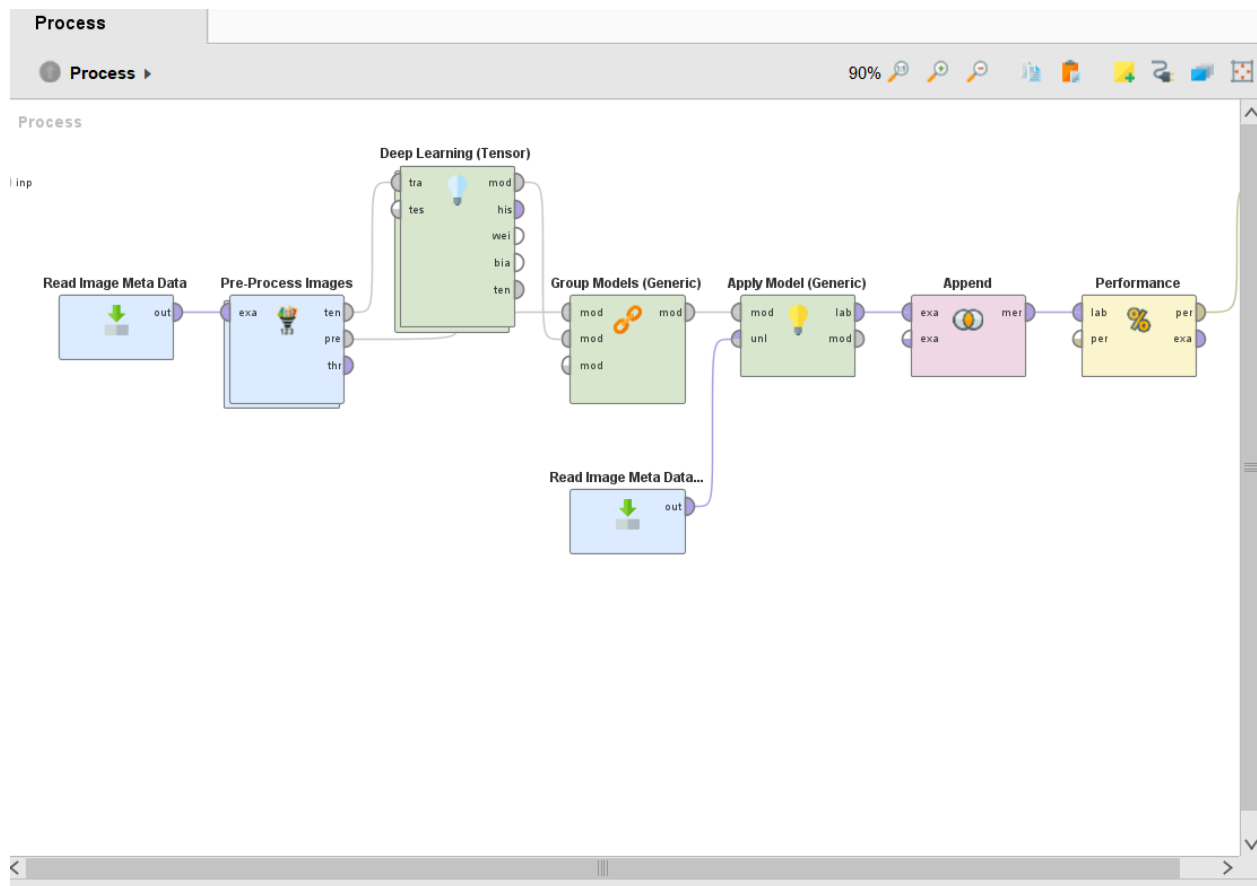 Process
Process
90%
Process
inp
Deep Learning (Tensor)
tra mod
tes his
wei
bia
ten
Read Image Meta Data
out
Pre-Process Images
exa ten
pre
thr
123
Group Models (Generic)
mod mod
mod
mod
Apply Model (Generic)
mod lab
unl mod
Append
exa mer
exa
Performance
lab per
per exa
%
Read Image Meta Data...
out